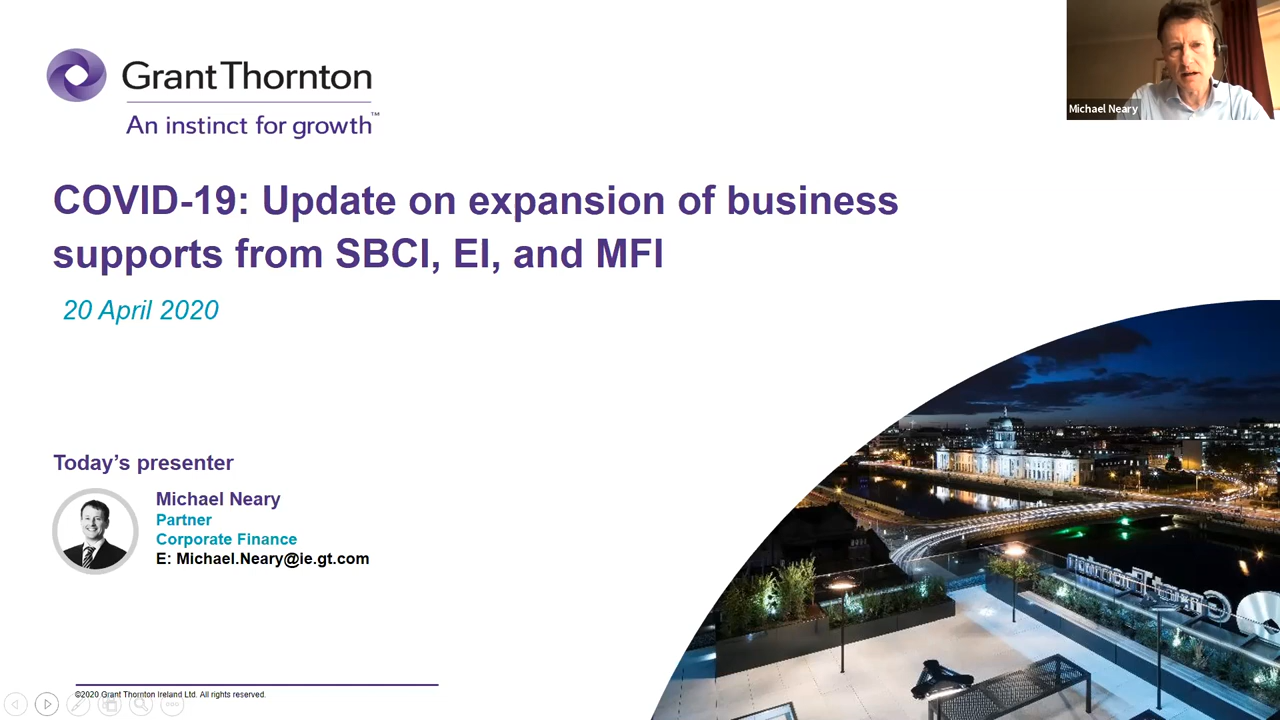 Grant Thornton
An instinct for growth™
Michael Neary
COVID-19: Update on expansion of business
supports from SBCI, EI, and MFI
20 April 2020
Today's presenter
Michael Neary
Partner
Corporate Finance
E: Michael.Neary@ie.gt.com
Grant Thornton
©2020 Grant Thornton Ireland Ltd. All rights reserved.